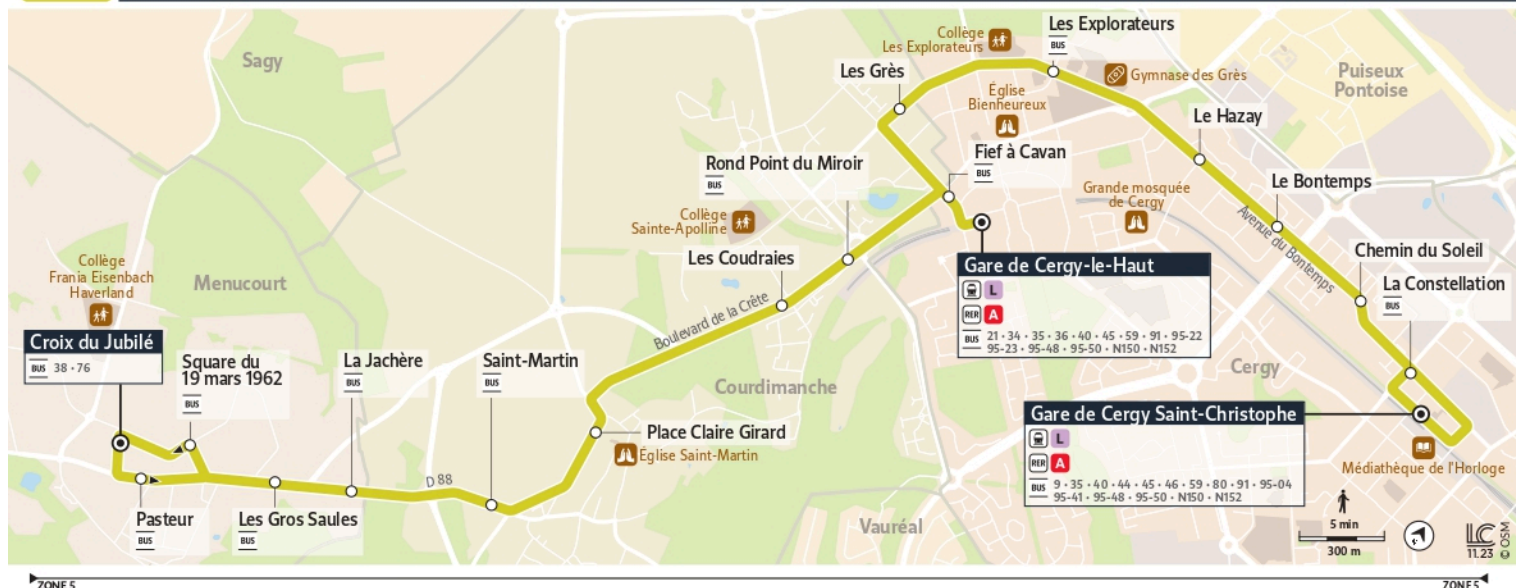 Sagy
Menucourt
Courdimanche
Vauréal
Cergy
Puiseux
Pontoise
Collège
Frania Eisenbach
Haverland
Croix du Jubilé
BUS 38 • 76
Square du
19 mars 1962
BUS
Pasteur
BUS
Les Gros Saules
BUS
La Jachère
BUS
D 88
Saint-Martin
BUS
Place Claire Girard
Église Saint-Martin
Boulevard de la Crête
Les Coudraies
Collège
Sainte-Apolline
Rond Point du Miroir
BUS
Les Grès
Collège
Les Explorateurs
Les Explorateurs
BUS
Gymnase des Grès
Église
Bienheureux
Fief à Cavan
BUS
Gare de Cergy-le-Haut
L
RER A
BUS 21 • 34 • 35 • 36 • 40 • 45 • 59 • 91 • 95-22
95-23 • 95-48 • 95-50 • N150 • N152
Grande mosquée
de Cergy
Le Hazay
Le Bontemps
Avenue du Bontemps
Chemin du Soleil
La Constellation
BUS
Gare de Cergy Saint-Christophe
L
RER A
BUS 9 • 35 • 40 • 44 • 45 • 46 • 59 • 80 • 91 • 95-04
95-41 • 95-48 • 95-50 • N150 • N152
Médiathèque de l'Horloge
5 min
300 m
LC
11.23
© OSM
ZONE 5
ZONE 5